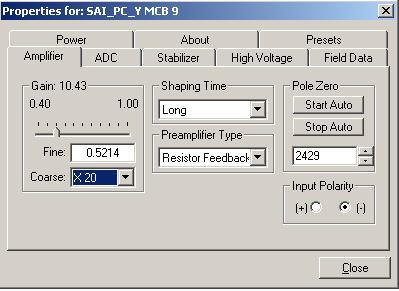 Properties for: SAI_PC_Y MCB 9
Power About Presets
Amplifier ADC Stabilizer High Voltage Field Data
Gain: 10.43
0.40 1.00
Fine: 0.5214
Coarse: X 20
Shaping Time
Long
Preamplifier Type
Resistor Feedback
Pole Zero
Start Auto
Stop Auto
2429
Input Polarity
(+) (-)
Close